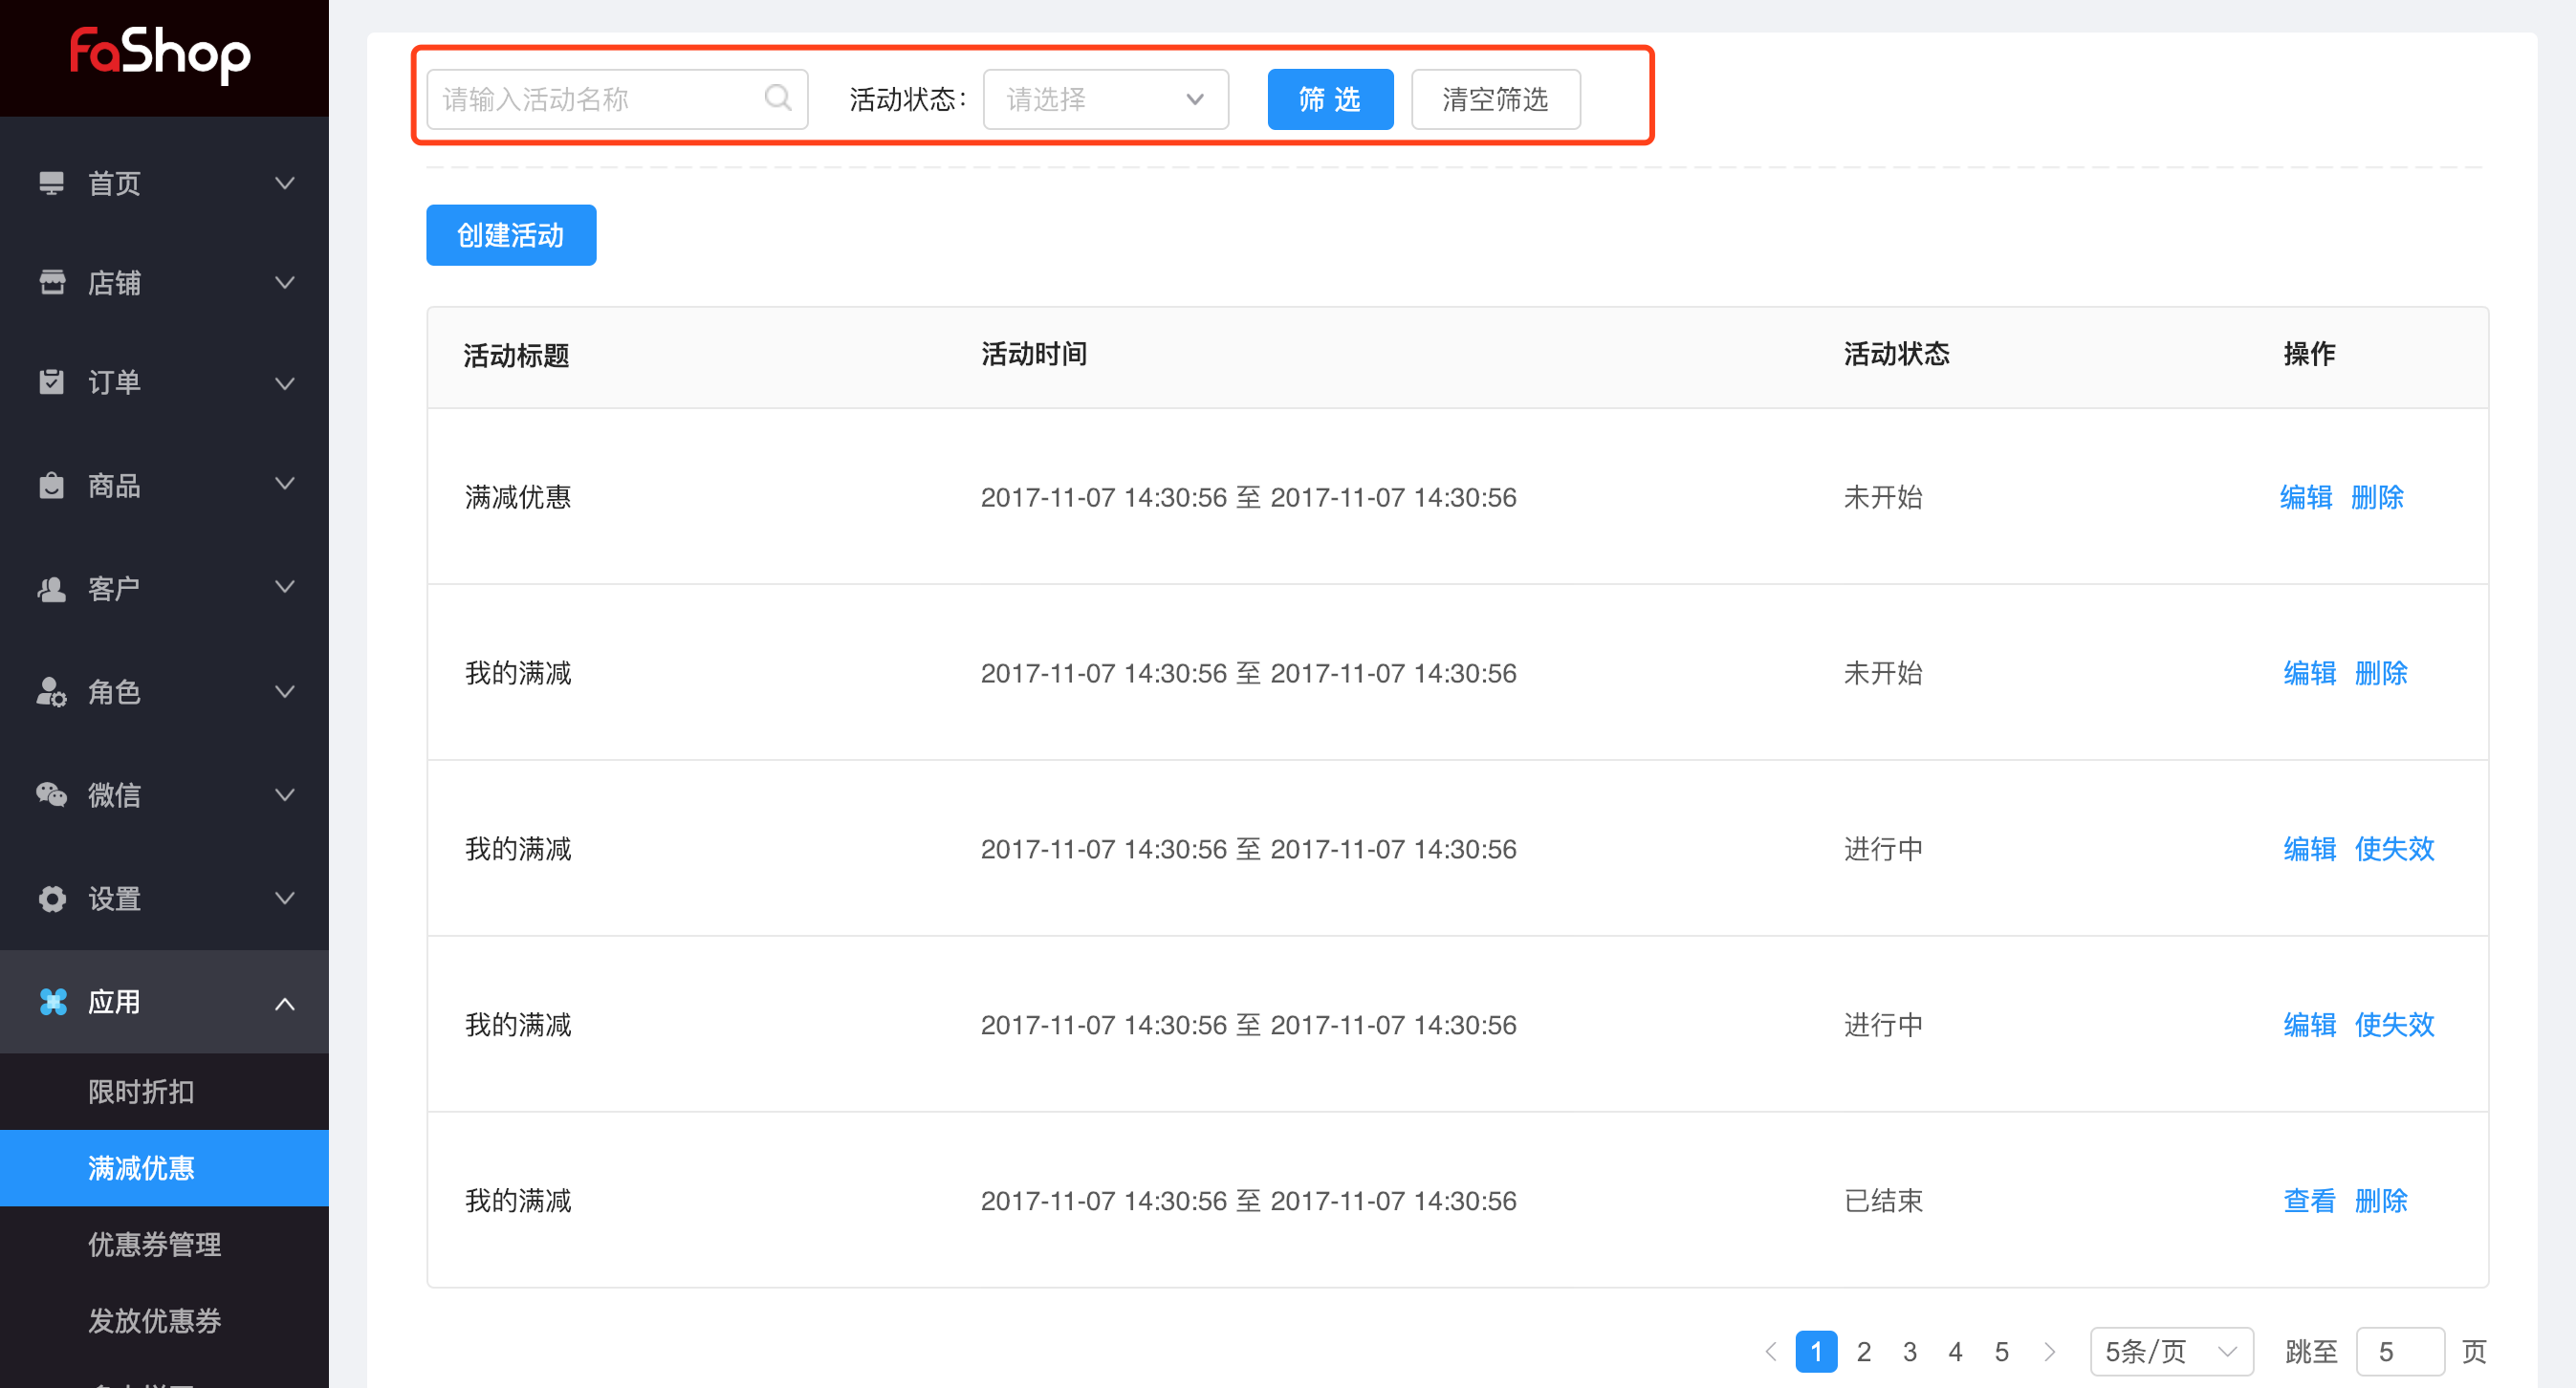 FaShop
首页
店铺
订单
商品
客户
角色
微信
设置
应用
限时折扣
满减优惠
优惠券管理
发放优惠券
请输入活动名称 活动状态： 请选择 筛 选 清空筛选
创建活动
活动标题 活动时间 活动状态 操作
满减优惠 2017-11-07 14:30:56 至 2017-11-07 14:30:56 未开始 编辑 删除
我的满减 2017-11-07 14:30:56 至 2017-11-07 14:30:56 未开始 编辑 删除
我的满减 2017-11-07 14:30:56 至 2017-11-07 14:30:56 进行中 编辑 使失效
我的满减 2017-11-07 14:30:56 至 2017-11-07 14:30:56 进行中 编辑 使失效
我的满减 2017-11-07 14:30:56 至 2017-11-07 14:30:56 已结束 查看 删除
1 2 3 4 5 5条/页 跳至 5 页